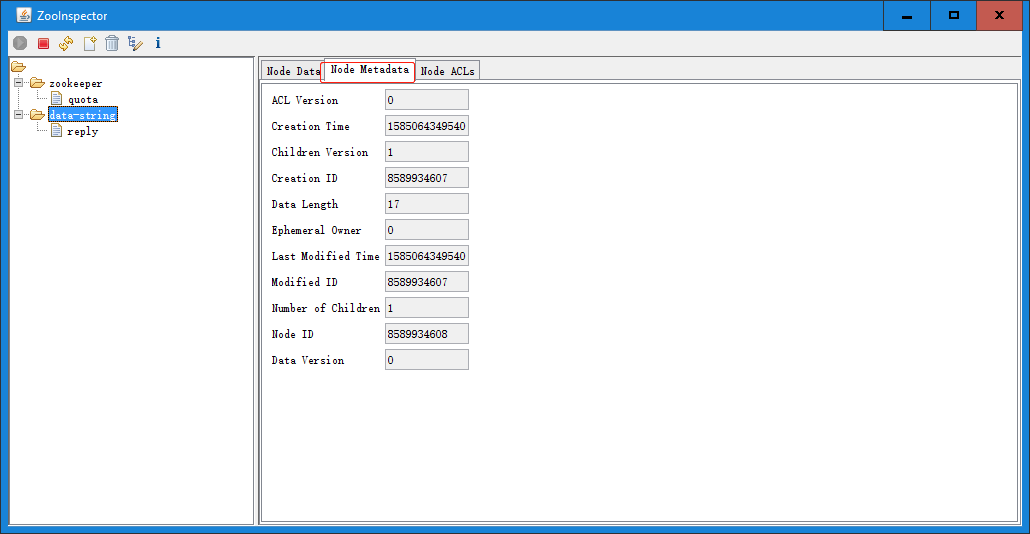 ZooInspector
zookeeper
quota
data-string
reply
Node Data
Node Metadata
Node ACLs
ACL Version 0
Creation Time 1585064349540
Children Version 1
Creation ID 8589934607
Data Length 17
Ephemeral Owner 0
Last Modified Time 1585064349540
Modified ID 8589934607
Number of Children 1
Node ID 8589934608
Data Version 0